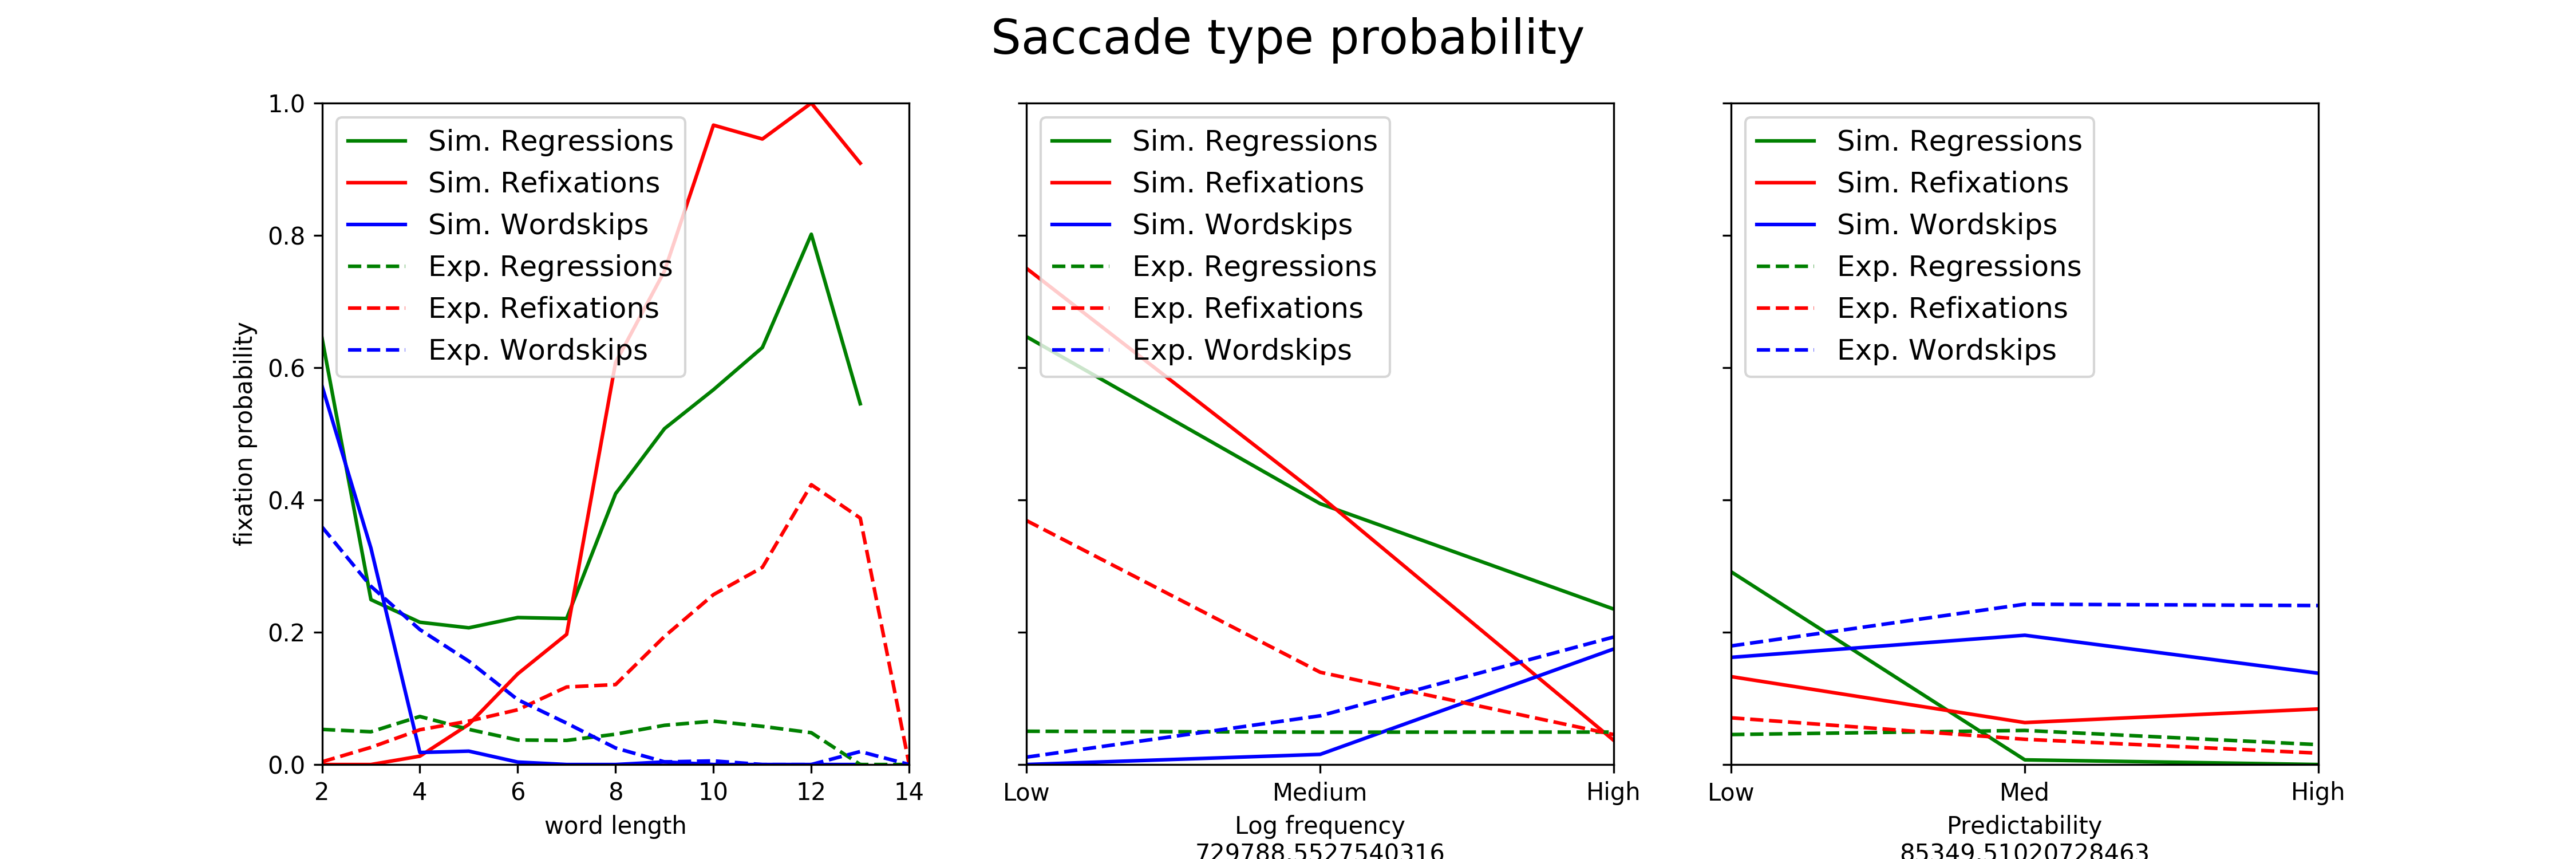 Saccade type probability
fixation probability
1.0
0.8
0.6
0.4
0.2
0.0
Sim. Regressions
Sim. Refixations
Sim. Wordskips
Exp. Regressions
Exp. Refixations
Exp. Wordskips
2 4 6 8 10 12 14
word length
Sim. Regressions
Sim. Refixations
Sim. Wordskips
Exp. Regressions
Exp. Refixations
Exp. Wordskips
Low Medium High
Log frequency
729788.5527540316
Sim. Regressions
Sim. Refixations
Sim. Wordskips
Exp. Regressions
Exp. Refixations
Exp. Wordskips
Low Med High
Predictability
85349.51020728463